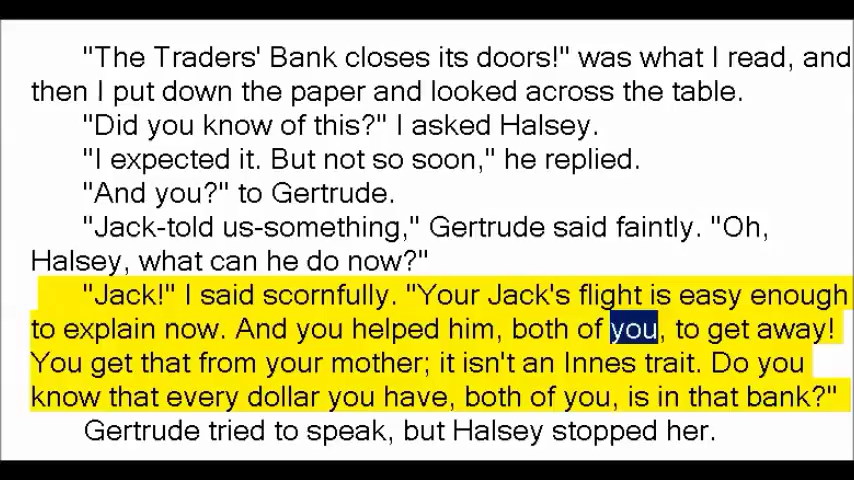 "The Traders' Bank closes its doors!" was what I read, and
then I put down the paper and looked across the table.
"Did you know of this?" I asked Halsey.
"I expected it. But not so soon," he replied.
"And you?" to Gertrude.
"Jack-told us-something," Gertrude said faintly. "Oh,
Halsey, what can he do now?"
"Jack!" I said scornfully. "Your Jack's flight is easy enough
to explain now. And you helped him, both of you, to get away!
You get that from your mother; it isn't an Innes trait. Do you
know that every dollar you have, both of you, is in that bank?"
Gertrude tried to speak, but Halsey stopped her.